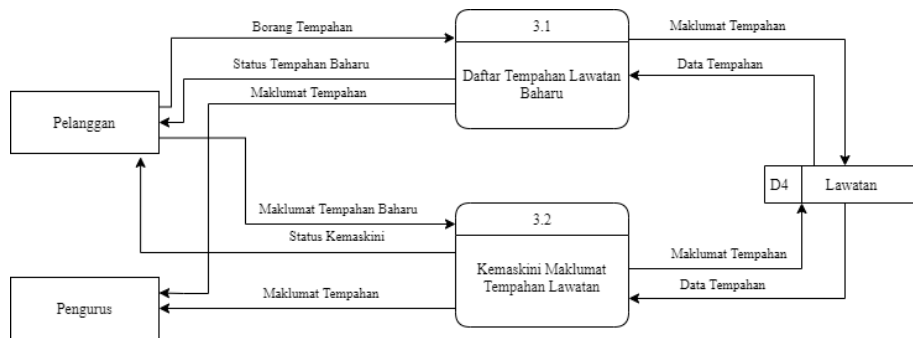 Borang Tempahan
3.1
Maklumat Tempahan
Status Tempahan Baharu
Daftar Tempahan Lawatan
Baharu
Data Tempahan
Maklumat Tempahan
Pelanggan
D4
Lawatan
Maklumat Tempahan Baharu
3.2
Status Kemaskini
Maklumat Tempahan
Kemaskini Maklumat
Tempahan Lawatan
Data Tempahan
Maklumat Tempahan
Pengurus